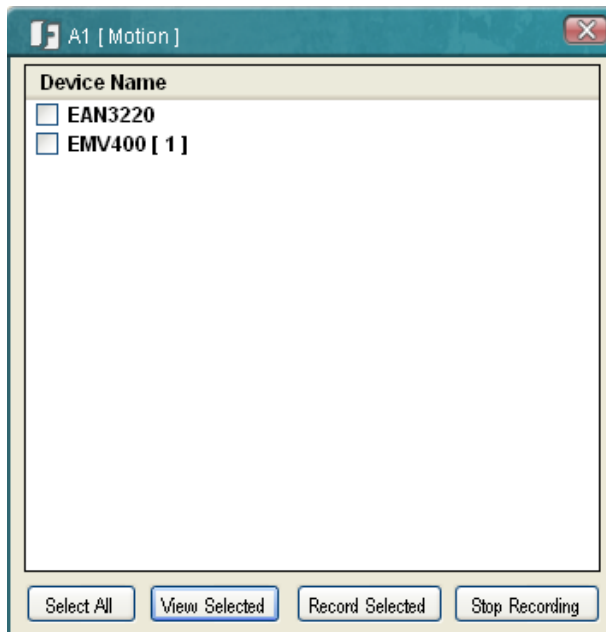 A1 [ Motion ]
Device Name
EAN3220
EMV400 [ 1 ]
Select All View Selected Record Selected Stop Recording